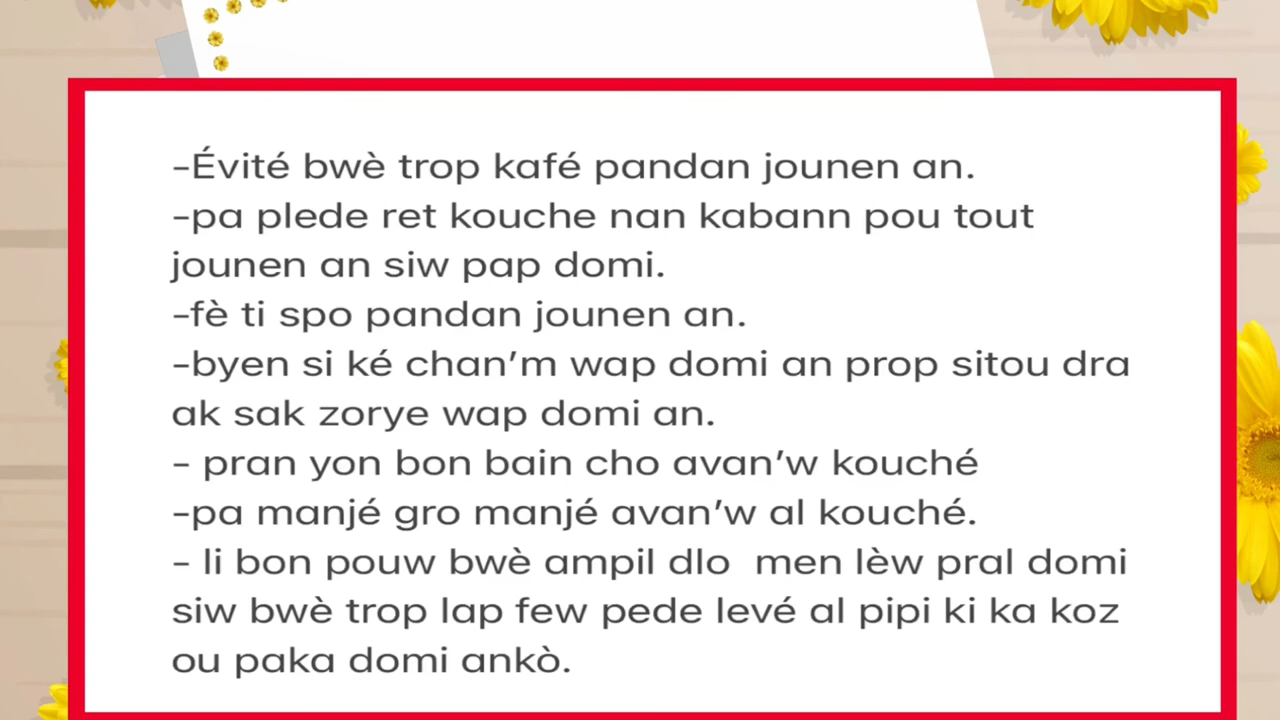 -Évité bwè trop kafé pandan jounen an.
-pa plede ret kouche nan kabann pou tout
jounen an siw pap domi.
-fè ti spo pandan jounen an.
-byen si ké chan'm wap domi an prop sitou dra
ak sak zorye wap domi an.
- pran yon bon bain cho avan'w kouché
-pa manjé gro manjé avan'w al kouché.
- li bon pouw bwè ampil dlo  men lèw pral domi
siw bwè trop lap few pede levé al pipi ki ka koz
ou paka domi ankò.